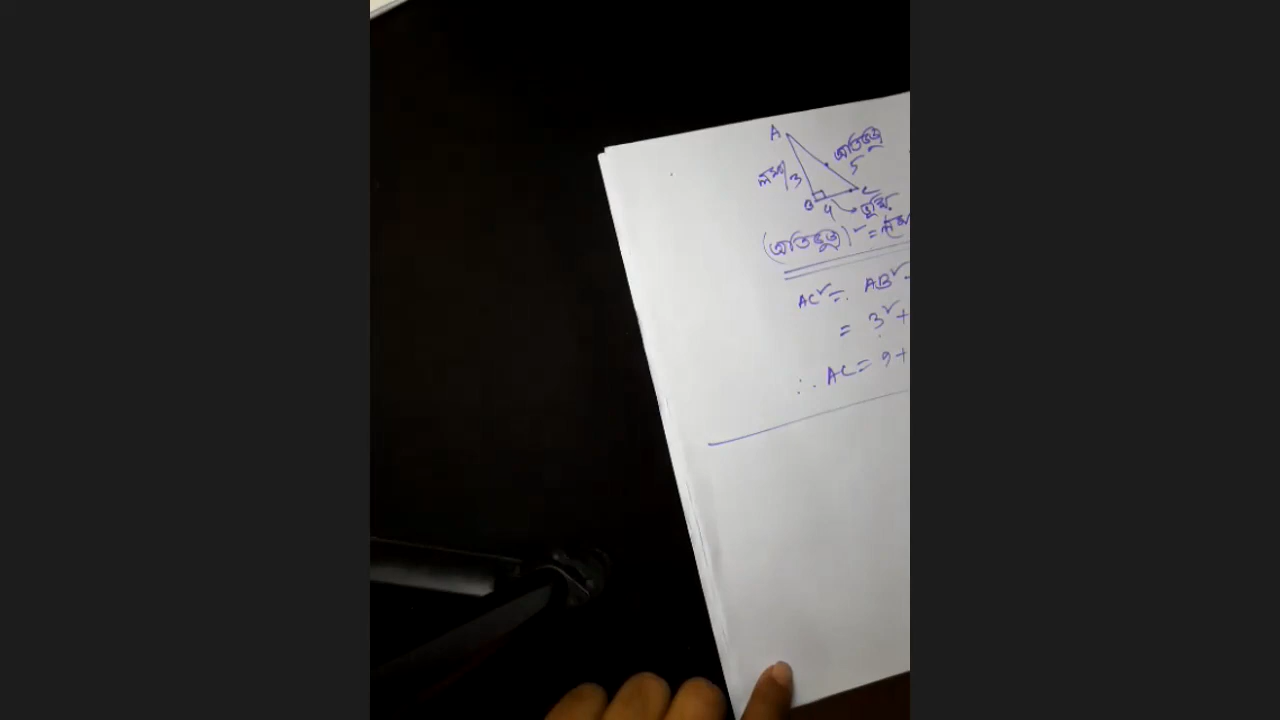 A
অতিভুজ
5
লম্ব 3
B C
4 → ভূমি
(অতিভুজ)² = লম্ব
AC² = AB²
= 3² +
∴ AC = 9 +